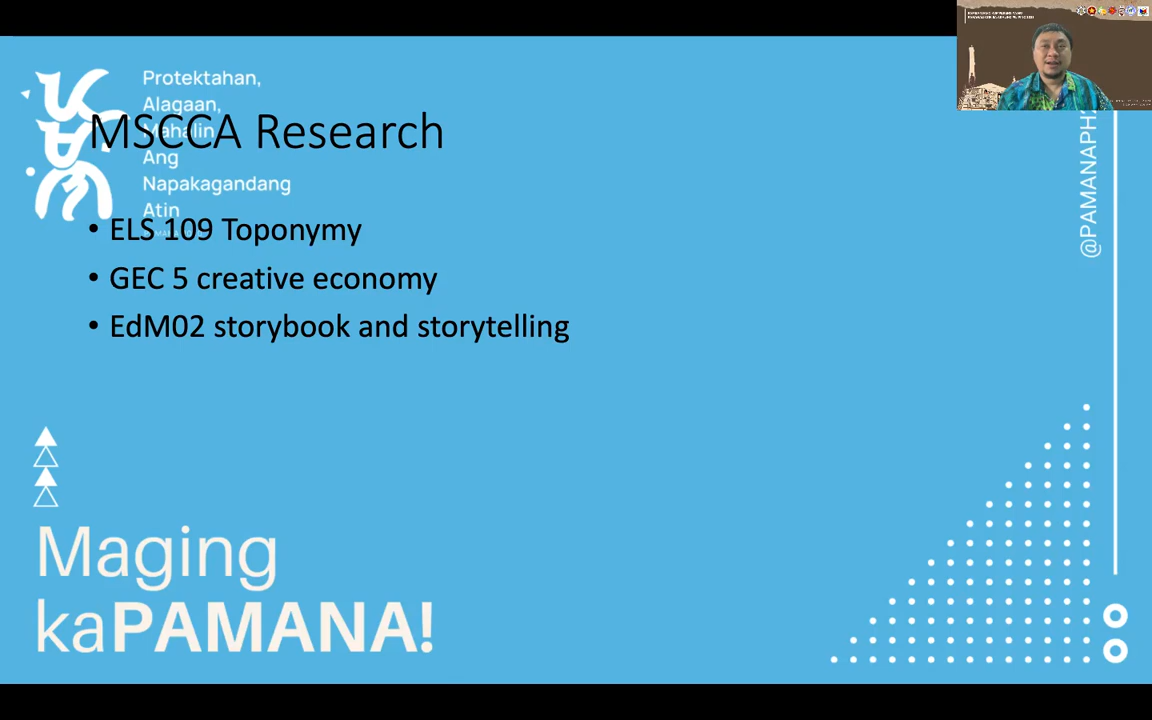 Protektahan,
Alagaan,
Mahalin
Ang
Napakagandang
Atin
MSCCA Research
• ELS 109 Toponymy
• GEC 5 creative economy
• EdM02 storybook and storytelling
Maging
kaPAMANA!